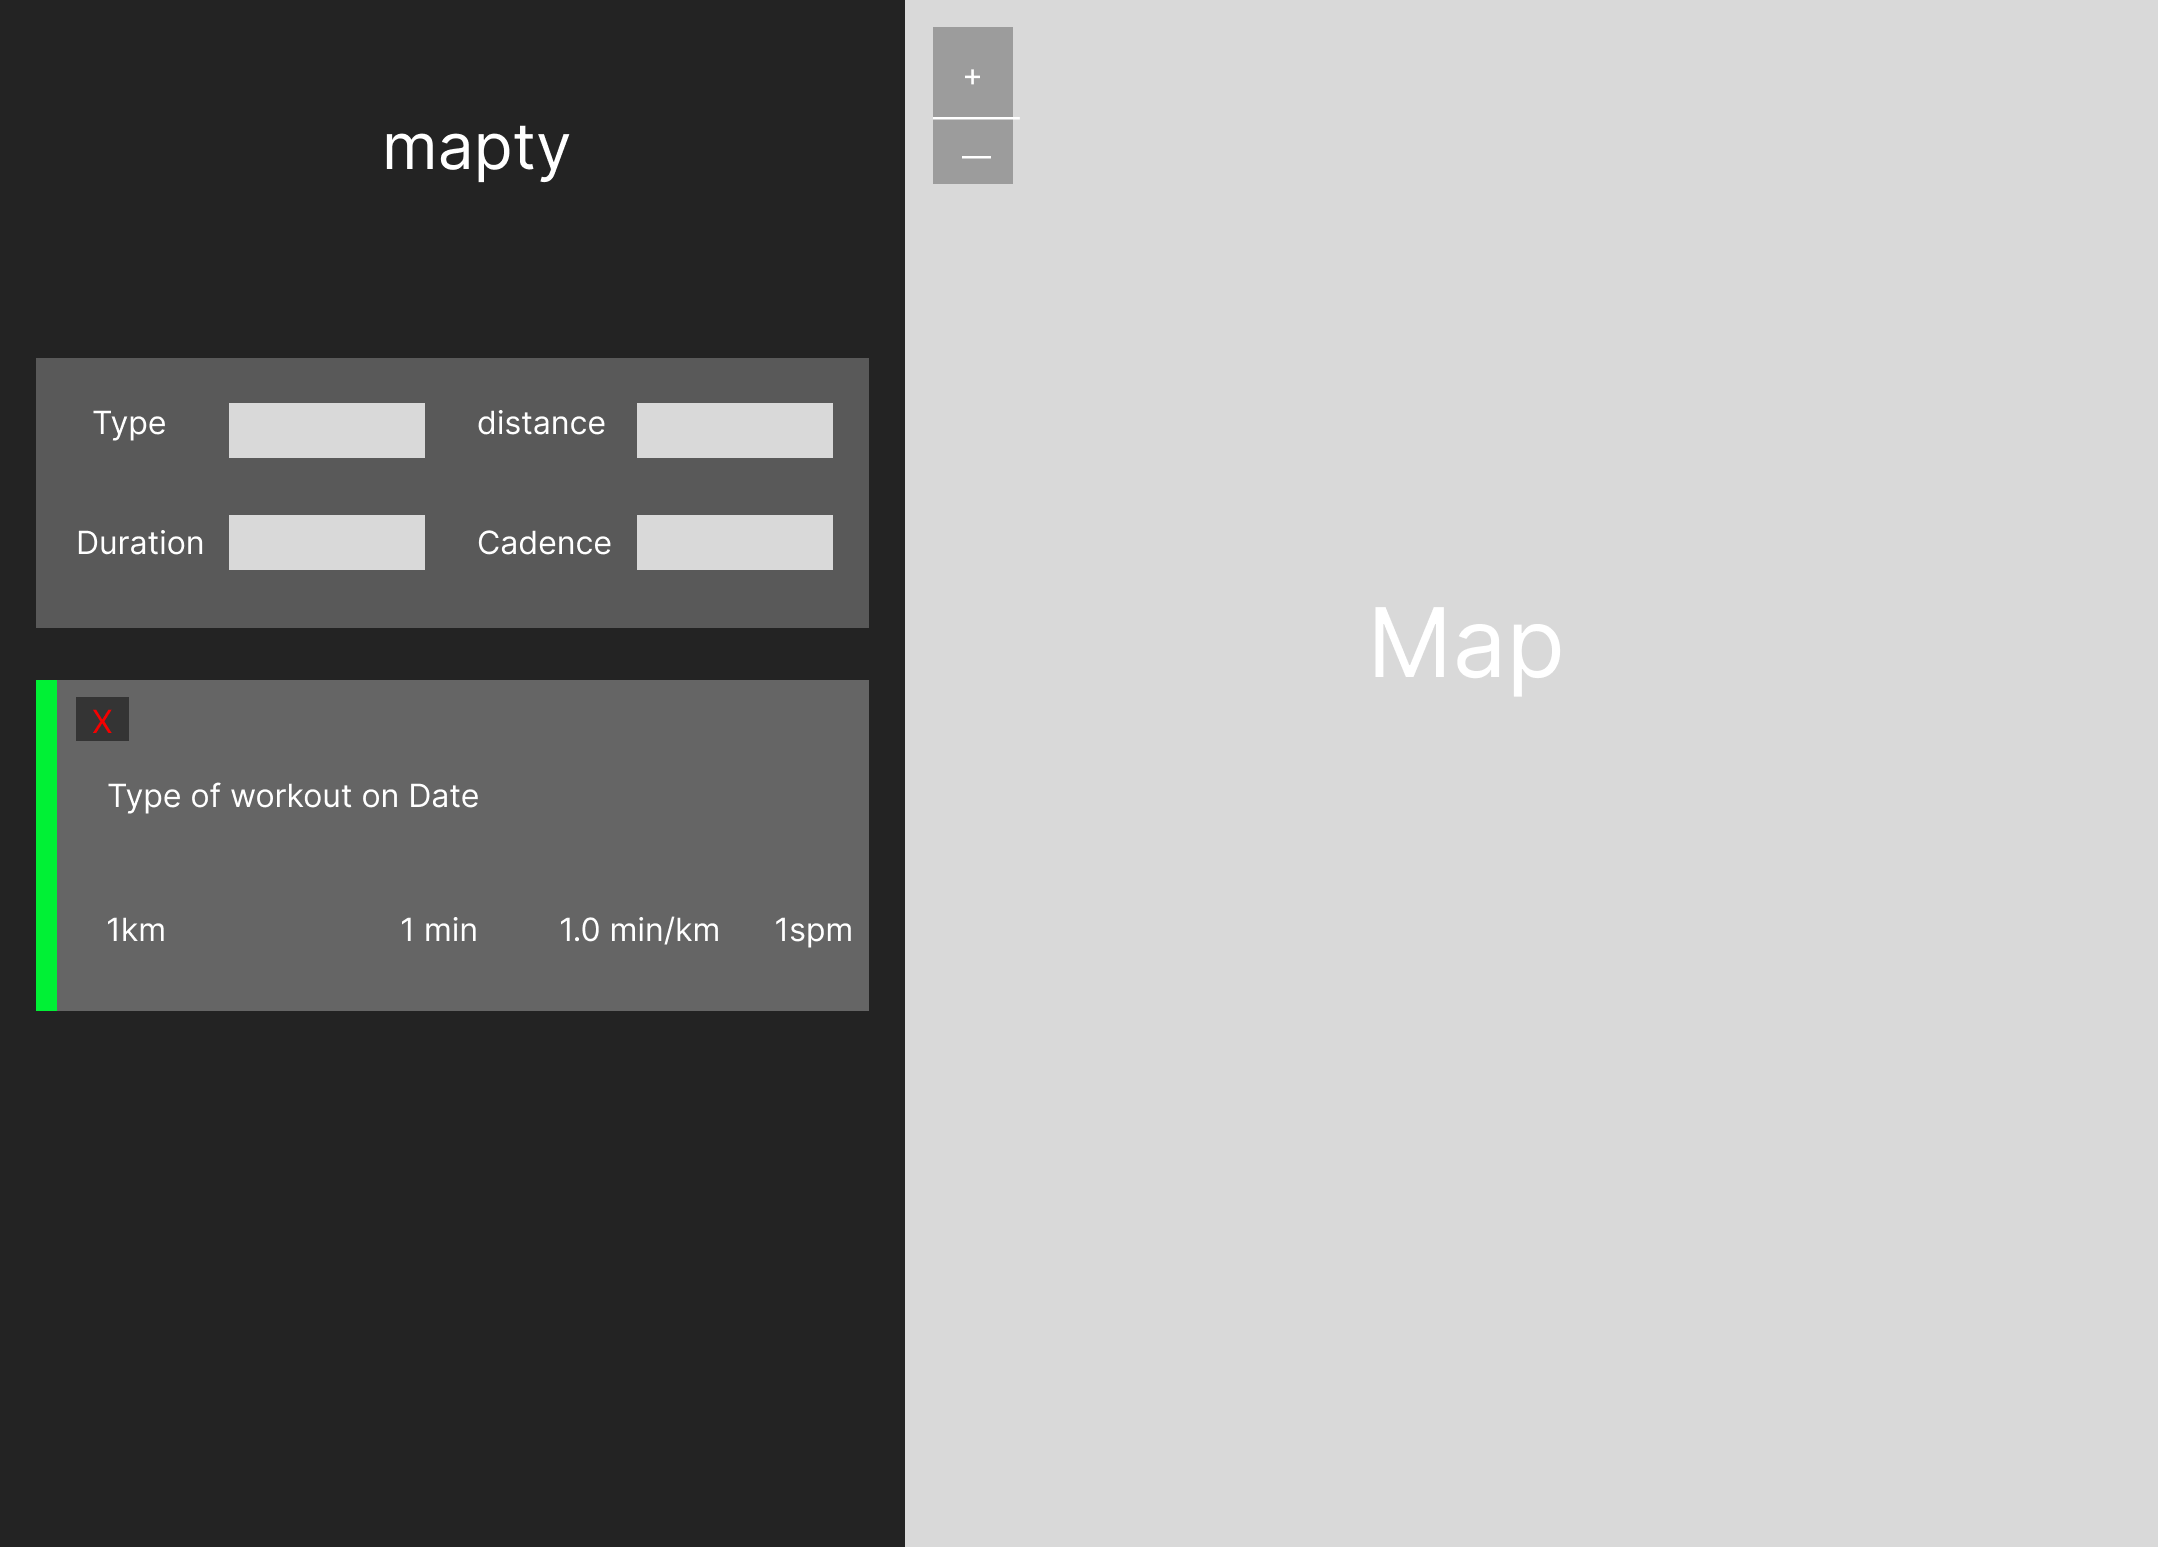 mapty
Type
distance
Duration
Cadence
X
Type of workout on Date
1km 1 min 1.0 min/km 1spm
+
—
Map